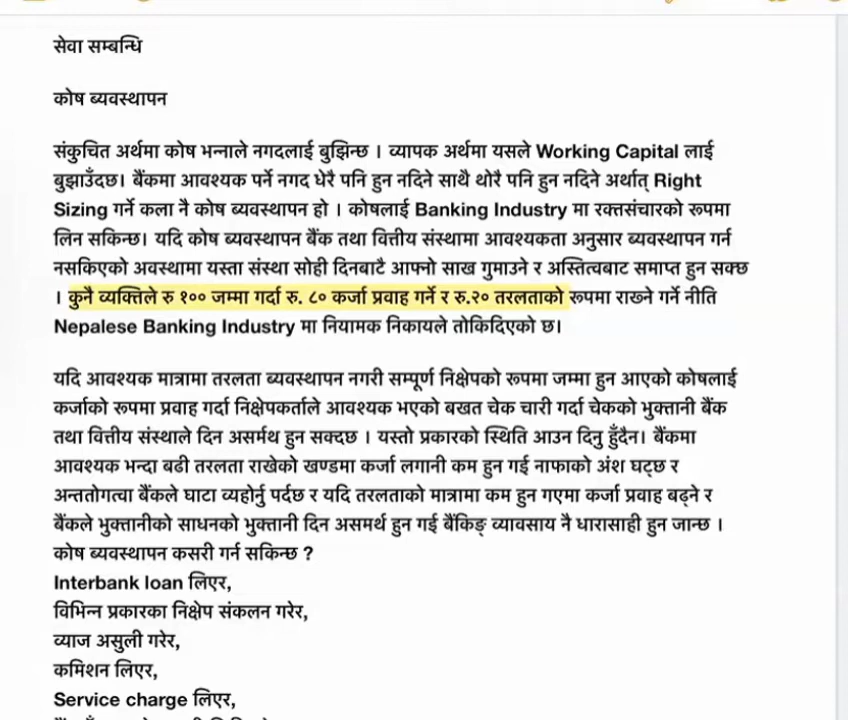 सेवा सम्बन्धि
कोष ब्यवस्थापन
संकुचित अर्थमा कोष भन्नाले नगदलाई बुझिन्छ । व्यापक अर्थमा यसले Working Capital लाई
बुझाउँदछ। बैंकमा आवश्यक पर्ने नगद धेरै पनि हुन नदिने साथै थोरै पनि हुन नदिने अर्थात् Right
Sizing गर्ने कला नै कोष ब्यवस्थापन हो । कोषलाई Banking Industry मा रक्तसंचारको रूपमा
लिन सकिन्छ। यदि कोष ब्यवस्थापन बैंक तथा वित्तीय संस्थामा आवश्यकता अनुसार ब्यवस्थापन गर्न
नसकिएको अवस्थामा यस्ता संस्था सोही दिनबाटै आफ्नो साख गुमाउने र अस्तित्वबाट समाप्त हुन सक्छ
। कुनै व्यक्तिले रु १०० जम्मा गर्दा रु. ८० कर्जा प्रवाह गर्ने र रु.२० तरलताको रूपमा राख्ने गर्ने नीति
Nepalese Banking Industry मा नियामक निकायले तोकिदिएको छ।
यदि आवश्यक मात्रामा तरलता ब्यवस्थापन नगरी सम्पूर्ण निक्षेपको रूपमा जम्मा हुन आएको कोषलाई
कर्जाको रूपमा प्रवाह गर्दा निक्षेपकर्ताले आवश्यक भएको बखत चेक चारी गर्दा चेकको भुक्तानी बैंक
तथा वित्तीय संस्थाले दिन असर्मथ हुन सक्दछ । यस्तो प्रकारको स्थिति आउन दिनु हुँदैन। बैंकमा
आवश्यक भन्दा बढी तरलता राखेको खण्डमा कर्जा लगानी कम हुन गई नाफाको अंश घट्छ र
अन्ततोगत्वा बैंकले घाटा व्यहोर्नु पर्दछ र यदि तरलताको मात्रामा कम हुन गएमा कर्जा प्रवाह बढ्ने र
बैंकले भुक्तानीको साधनको भुक्तानी दिन असमर्थ हुन गई बैंकिङ् व्यावसाय नै धारासाही हुन जान्छ ।
कोष ब्यवस्थापन कसरी गर्न सकिन्छ ?
Interbank loan लिएर,
विभिन्न प्रकारका निक्षेप संकलन गरेर,
व्याज असुली गरेर,
कमिशन लिएर,
Service charge लिएर,